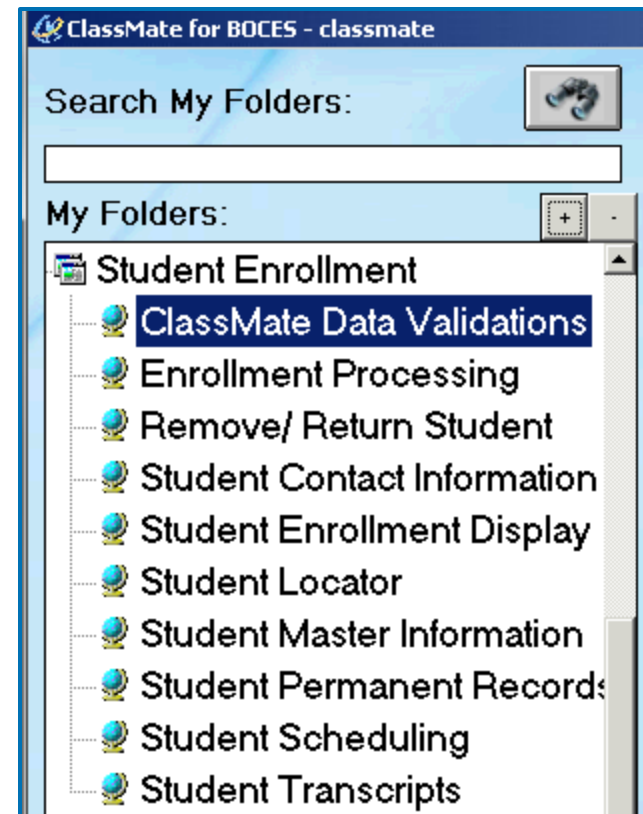 ClassMate for BOCES - classmate
Search My Folders:
My Folders:
+ -
Student Enrollment
ClassMate Data Validations
Enrollment Processing
Remove/ Return Student
Student Contact Information
Student Enrollment Display
Student Locator
Student Master Information
Student Permanent Records
Student Scheduling
Student Transcripts